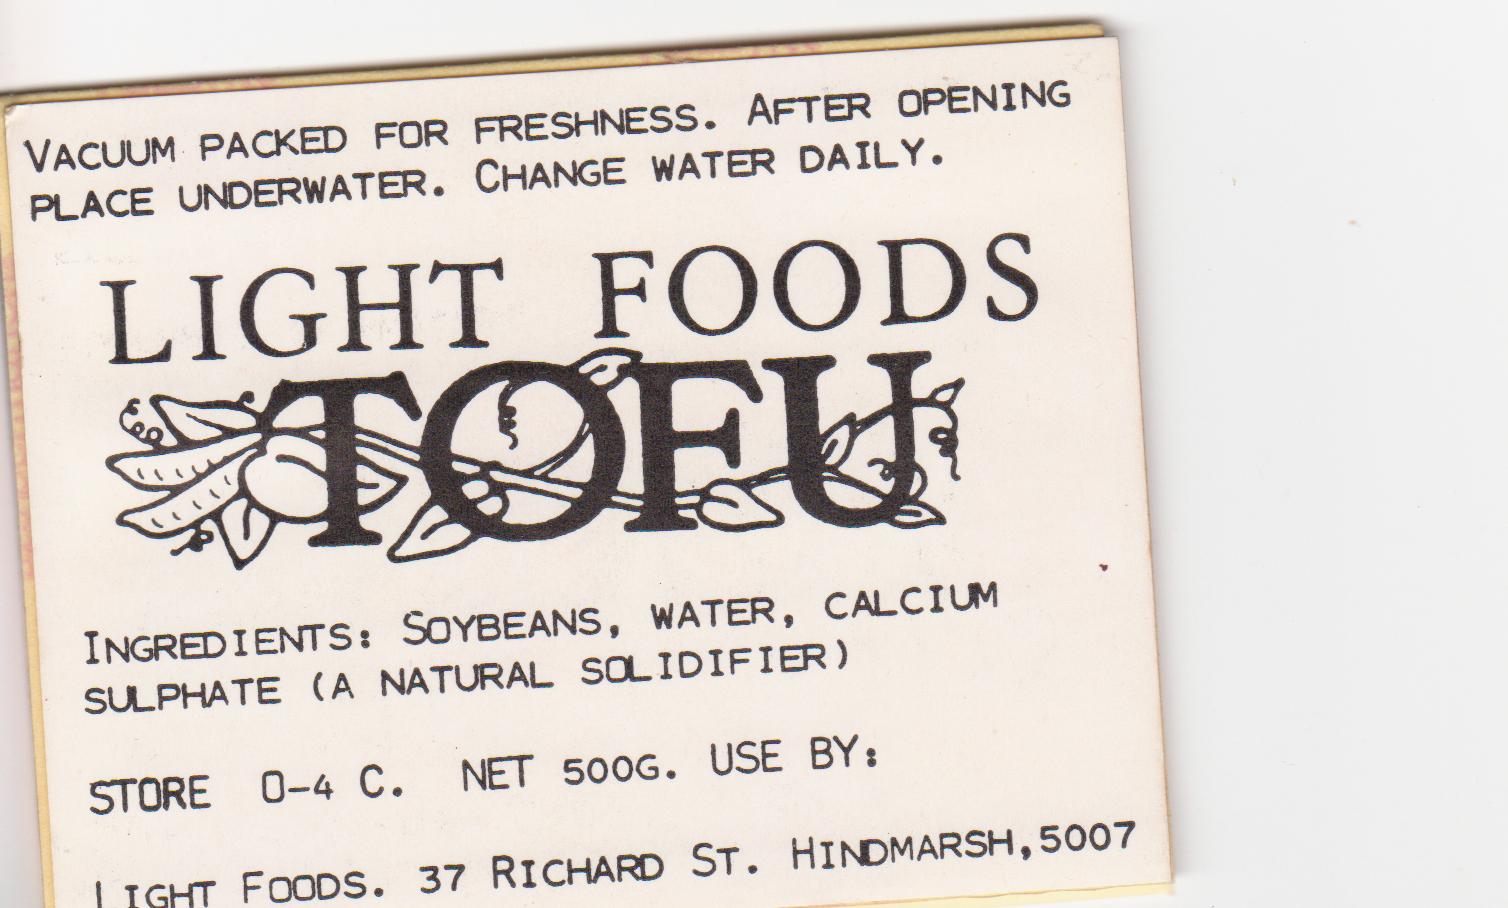 VACUUM PACKED FOR FRESHNESS. AFTER OPENING
PLACE UNDERWATER. CHANGE WATER DAILY.
LIGHT FOODS
TOFU
INGREDIENTS: SOYBEANS, WATER, CALCIUM
SULPHATE (A NATURAL SOLIDIFIER)
STORE 0-4 C. NET 500G. USE BY:
LIGHT FOODS. 37 RICHARD ST. HINDMARSH,5007